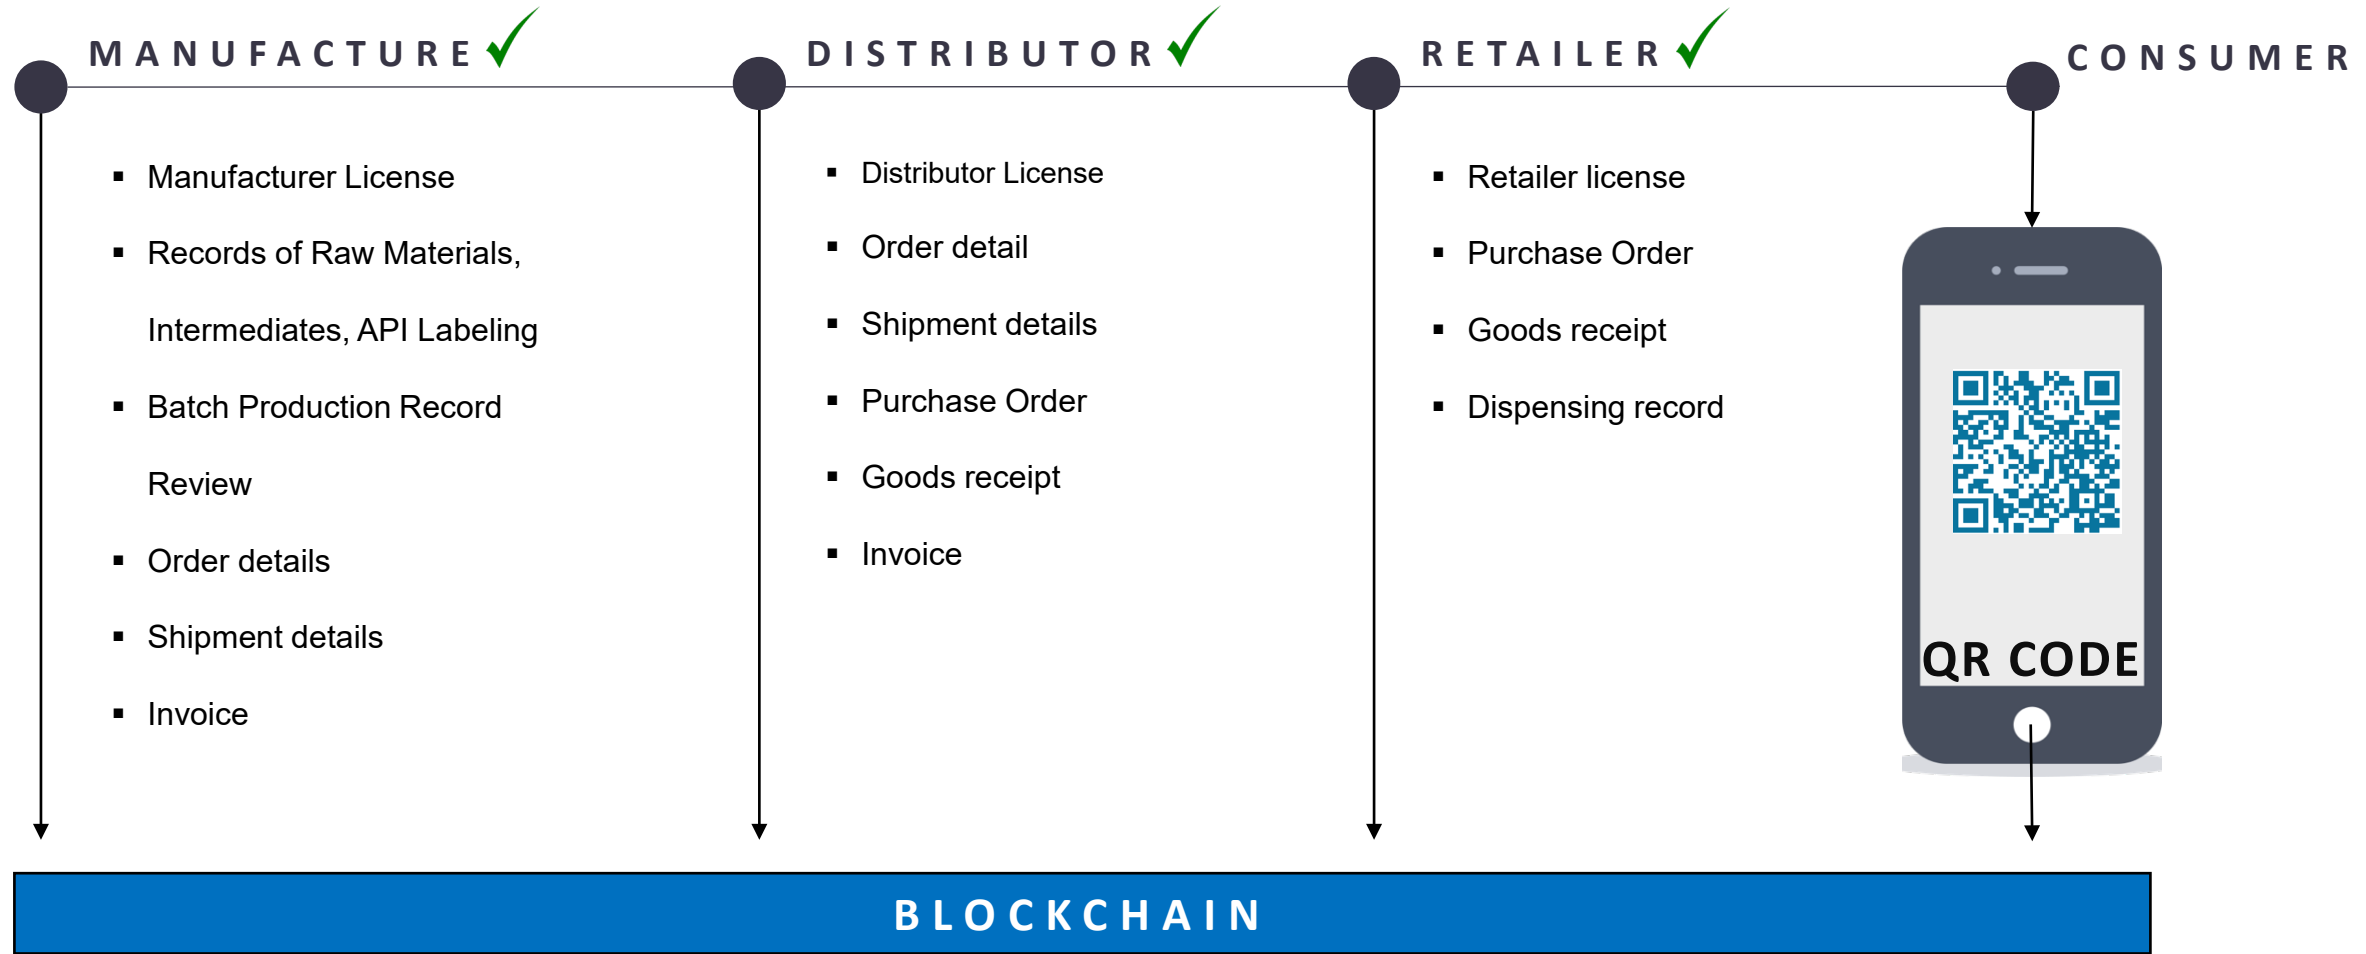 MANUFACTURE
Manufacturer License
Records of Raw Materials,
Intermediates, API Labeling
Batch Production Record
Review
Order details
Shipment details
Invoice
DISTRIBUTOR
Distributor License
Order detail
Shipment details
Purchase Order
Goods receipt
Invoice
RETAILER
Retailer license
Purchase Order
Goods receipt
Dispensing record
CONSUMER
QR CODE
BLOCKCHAIN